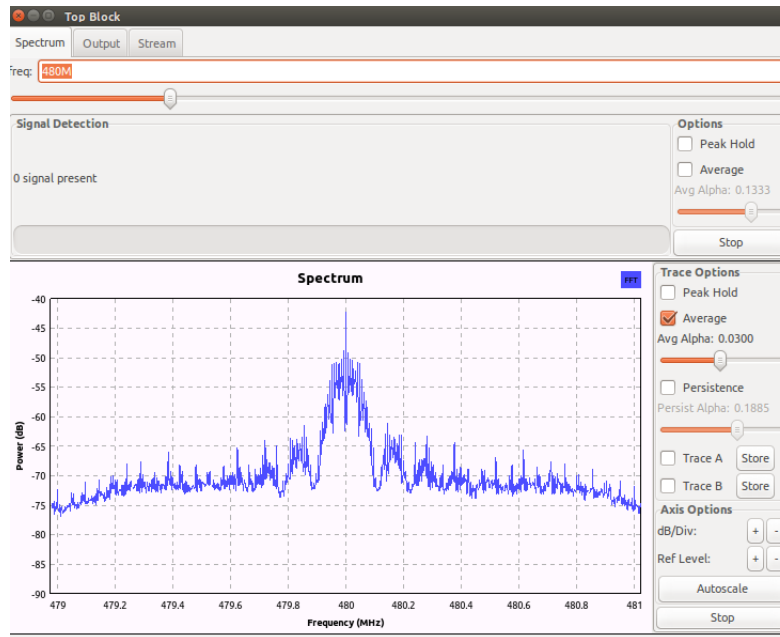 Top Block
Spectrum Output Stream
freq: 480M
Signal Detection
0 signal present
Options
Peak Hold
Average
Avg Alpha: 0.1333
Stop
Spectrum
FFT
-40
-45
-50
-55
-60
-65
-70
-75
-80
-85
-90
Power (dB)
479 479.2 479.4 479.6 479.8 480 480.2 480.4 480.6 480.8 481
Frequency (MHz)
Trace Options
Peak Hold
Average
Avg Alpha: 0.0300
Persistence
Persist Alpha: 0.1885
Trace A Store
Trace B Store
Axis Options
dB/Div: + -
Ref Level: + -
Autoscale
Stop